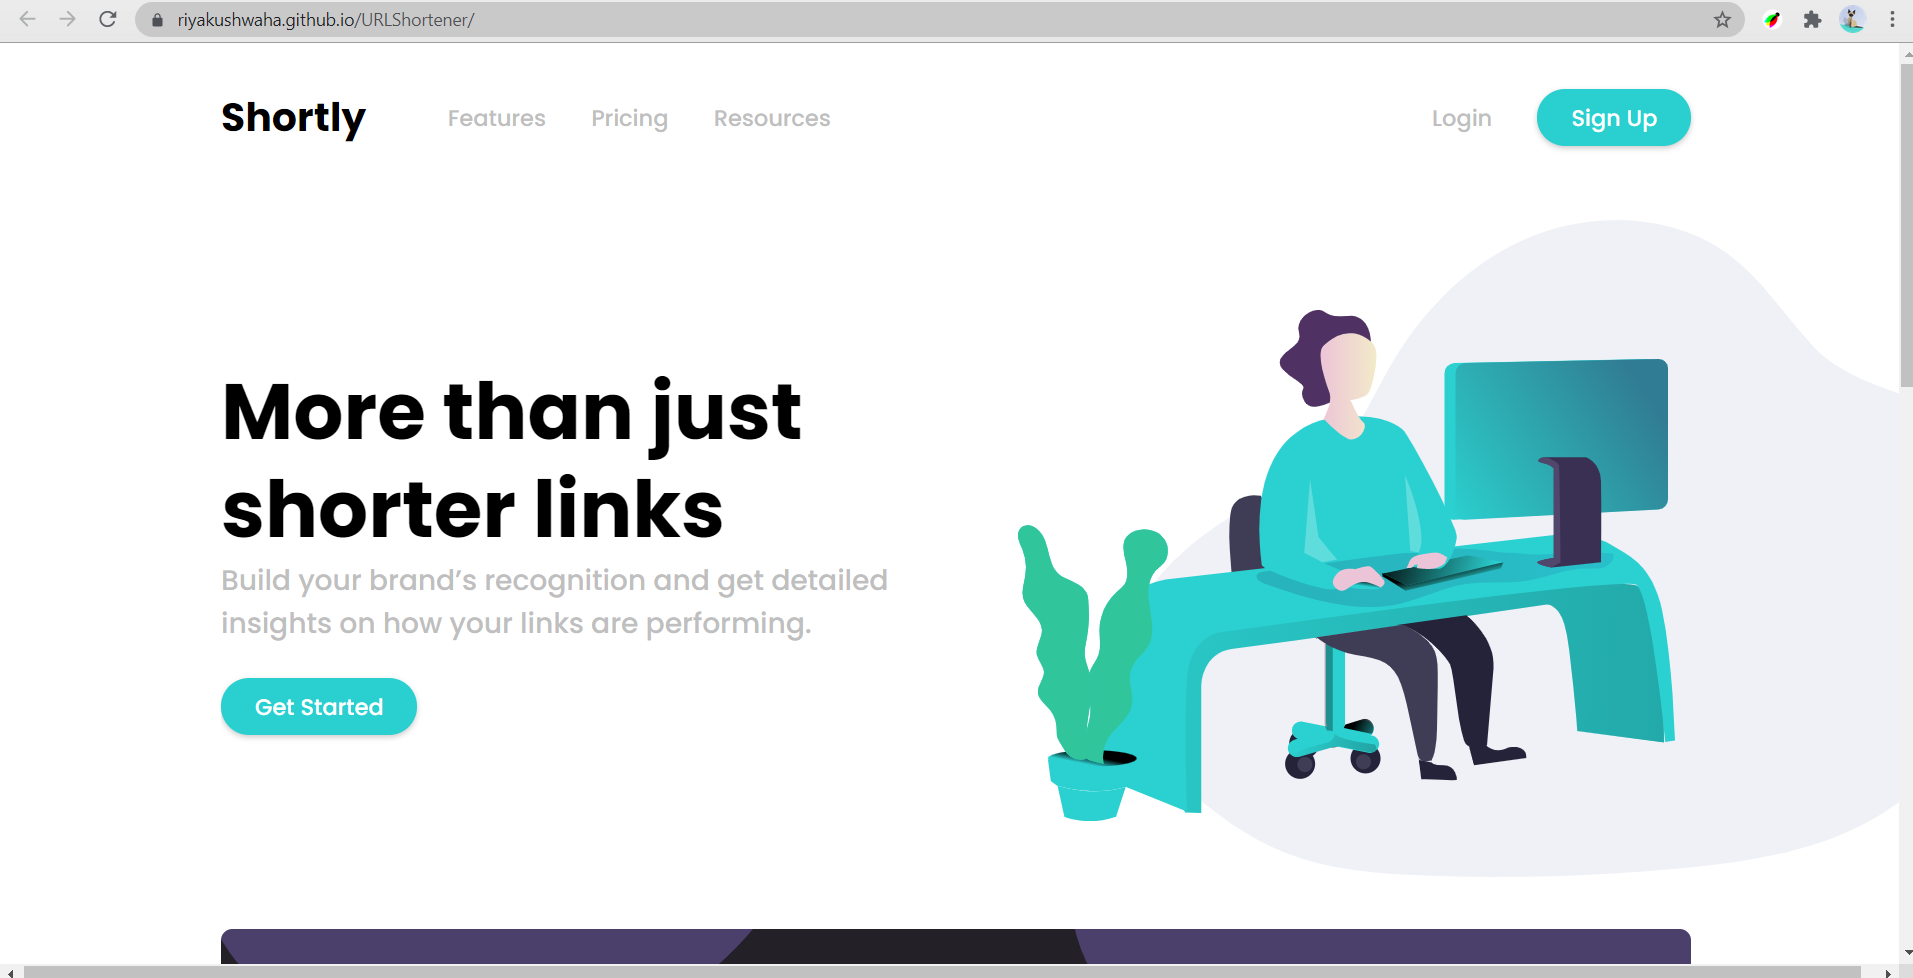 riyakushwaha.github.io/URLShortener/
Shortly
Features
Pricing
Resources
Login
Sign Up
More than just
shorter links
Build your brand’s recognition and get detailed
insights on how your links are performing.
Get Started